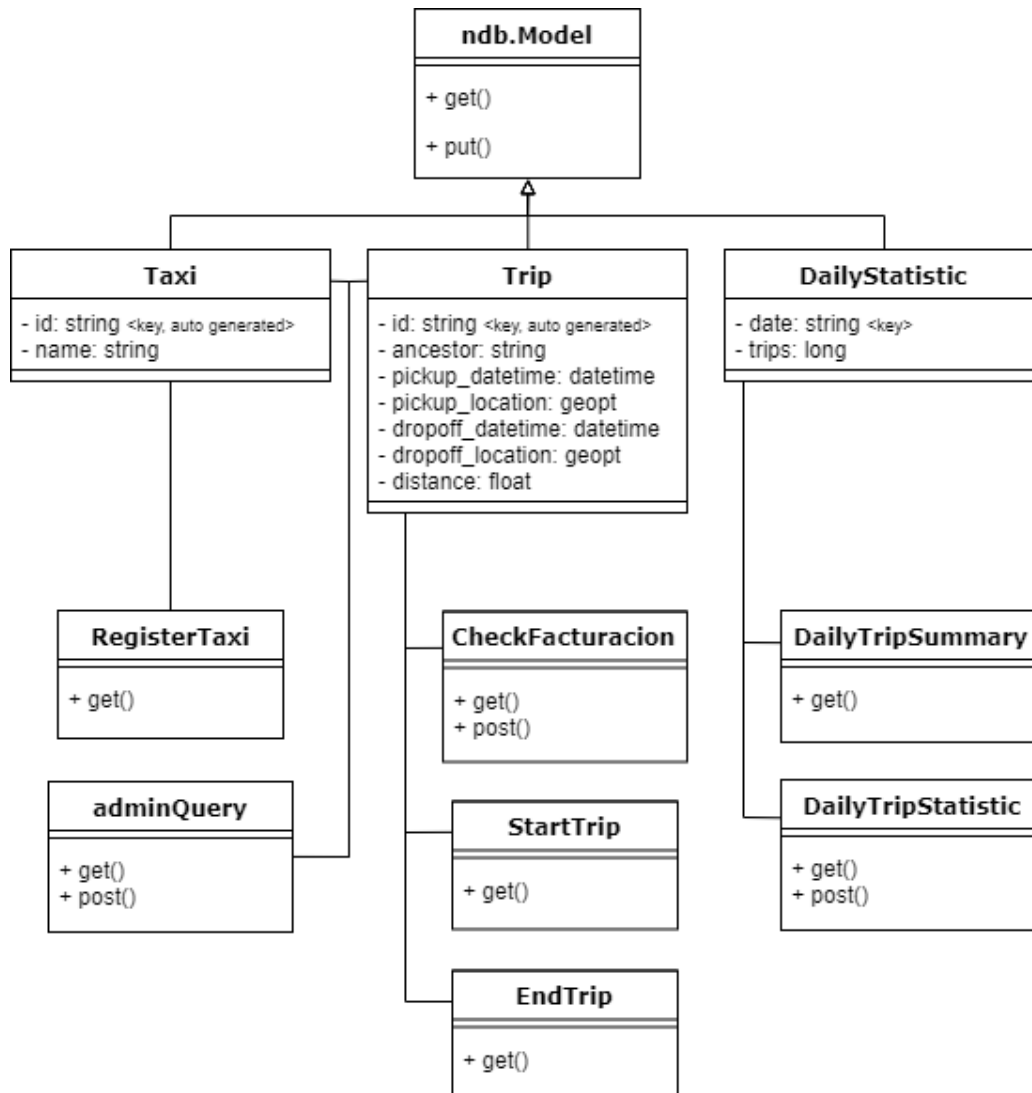 ndb.Model
+ get()
+ put()
Taxi
- id: string <key, auto generated>
- name: string
Trip
- id: string <key, auto generated>
- ancestor: string
- pickup_datetime: datetime
- pickup_location: geopt
- dropoff_datetime: datetime
- dropoff_location: geopt
- distance: float
DailyStatistic
- date: string <key>
- trips: long
RegisterTaxi
+ get()
CheckFacturacion
+ get()
+ post()
DailyTripSummary
+ get()
adminQuery
+ get()
+ post()
StartTrip
+ get()
DailyTripStatistic
+ get()
+ post()
EndTrip
+ get()